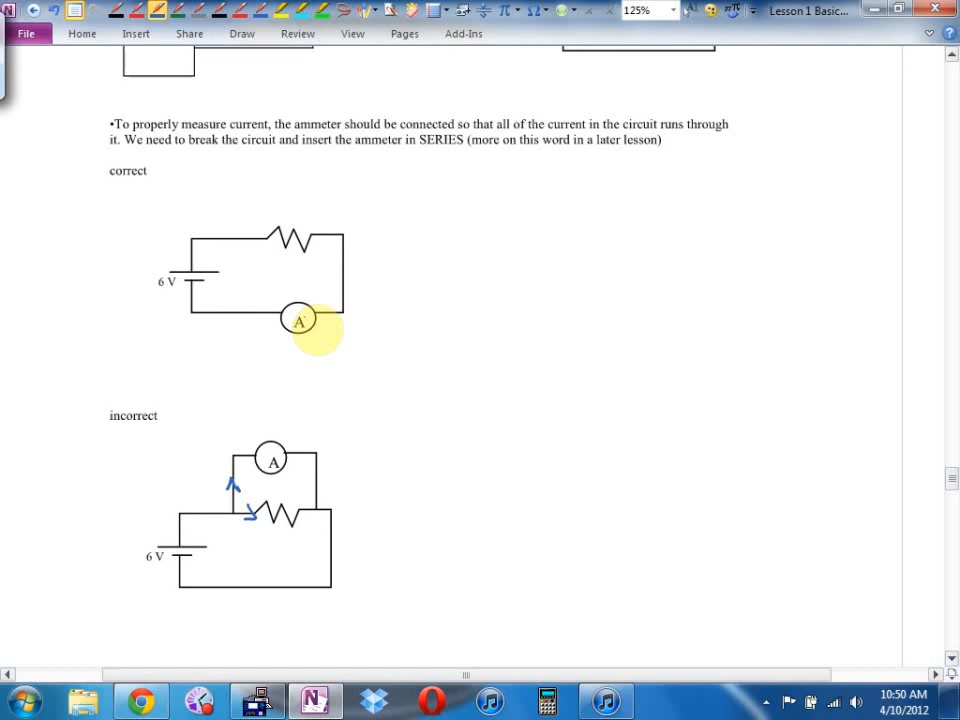 125%
Lesson 1 Basic...
File Home Insert Share Draw Review View Pages Add-Ins
•To properly measure current, the ammeter should be connected so that all of the current in the circuit runs through
it. We need to break the circuit and insert the ammeter in SERIES (more on this word in a later lesson)
correct
6 V
A
incorrect
A
6 V
10:50 AM
4/10/2012